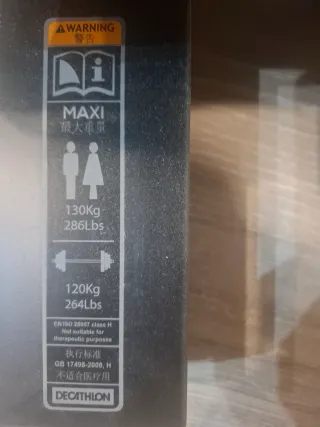 WARNING
警告
MAXI
最大重量
130Kg
286Lbs
120Kg
264Lbs
EN ISO 20957 class H
Not suitable for
therapeutic purposes
执行标准
GB 17498-2008, H
不适合医疗用
DECATHLON